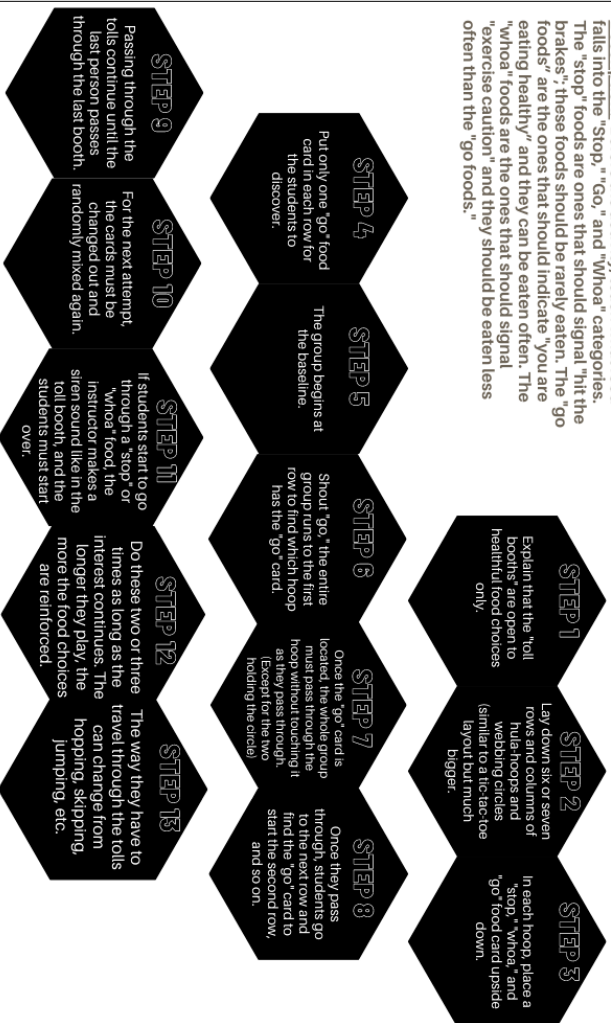 falls into the "Stop," "Go," and "Whoa" categories.
The "stop" foods are ones that should signal "hit the
brakes"; these foods should be rarely eaten. The "go
foods" are the ones that should indicate "you are
eating healthy" and they can be eaten often. The
"whoa" foods are the ones that should signal
"exercise caution" and they should be eaten less
often than the "go foods."
STEP 1
Explain that the "toll
booths" are open to
healthful food choices
only.
STEP 2
Lay down six or seven
rows and columns of
hula-hoops and
webbing circles
(similar to a tic-tac-toe
layout but much
bigger.
STEP 3
In each hoop, place a
"stop," "whoa," and
"go" food card upside
down.
STEP 4
Put only one "go" food
card in each row for
the students to
discover.
STEP 5
The group begins at
the baseline.
STEP 6
Shout "go," the entire
group runs to the first
row to find which hoop
has the "go" card.
STEP 7
Once the "go" card is
located, the whole group
must pass through the
hoop without touching it
as they pass through.
(Except for the two
holding the circle)
STEP 8
Once they pass
through, students go
to the next row and
find the "go" card to
start the second row,
and so on.
STEP 9
Passing through the
tolls continue until the
last person passes
through the last booth.
STEP 10
For the next attempt,
the cards must be
changed out and
randomly mixed again.
STEP 11
If students start to go
through a "stop" or
"whoa" food, the
instructor makes a
siren sound like in the
toll booth, and the
students must start
over.
STEP 12
Do these two or three
times as long as the
interest continues. The
longer they play, the
more the food choices
are reinforced.
STEP 13
The way they have to
travel through the tolls
can change from
hopping, skipping,
jumping, etc.